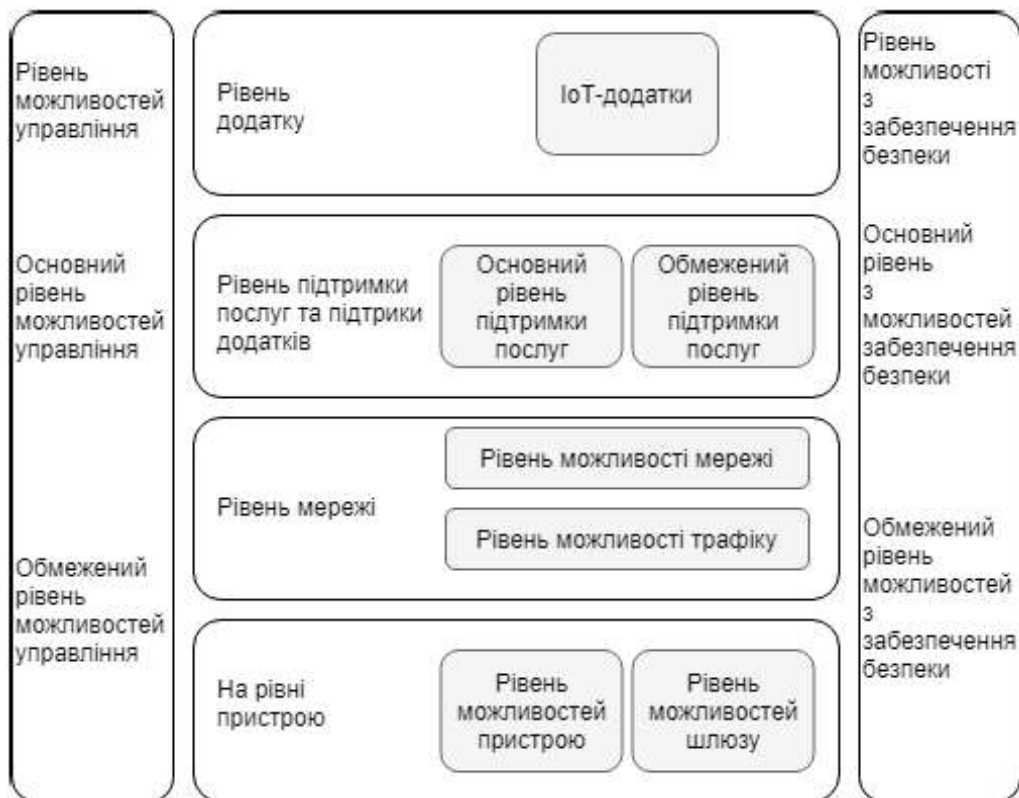 Рівень
можливостей
управління
Основний
рівень
можливостей
управління
Обмежений
рівень
можливостей
управління
Рівень
додатку
IoT-додатки
Рівень підтримки
послуг та підтрики
додатків
Основний
рівень
підтримки
послуг
Обмежений
рівень
підтримки
послуг
Рівень мережі
Рівень можливості мережі
Рівень можливості трафіку
На рівні
пристрою
Рівень
можливостей
пристрою
Рівень
можливостей
шлюзу
Рівень
можливості
з
забезпечення
безпеки
Основний
рівень
з
можливостей
забезпечення
безпеки
Обмежений
рівень
можливостей
з
забезпечення
безпеки